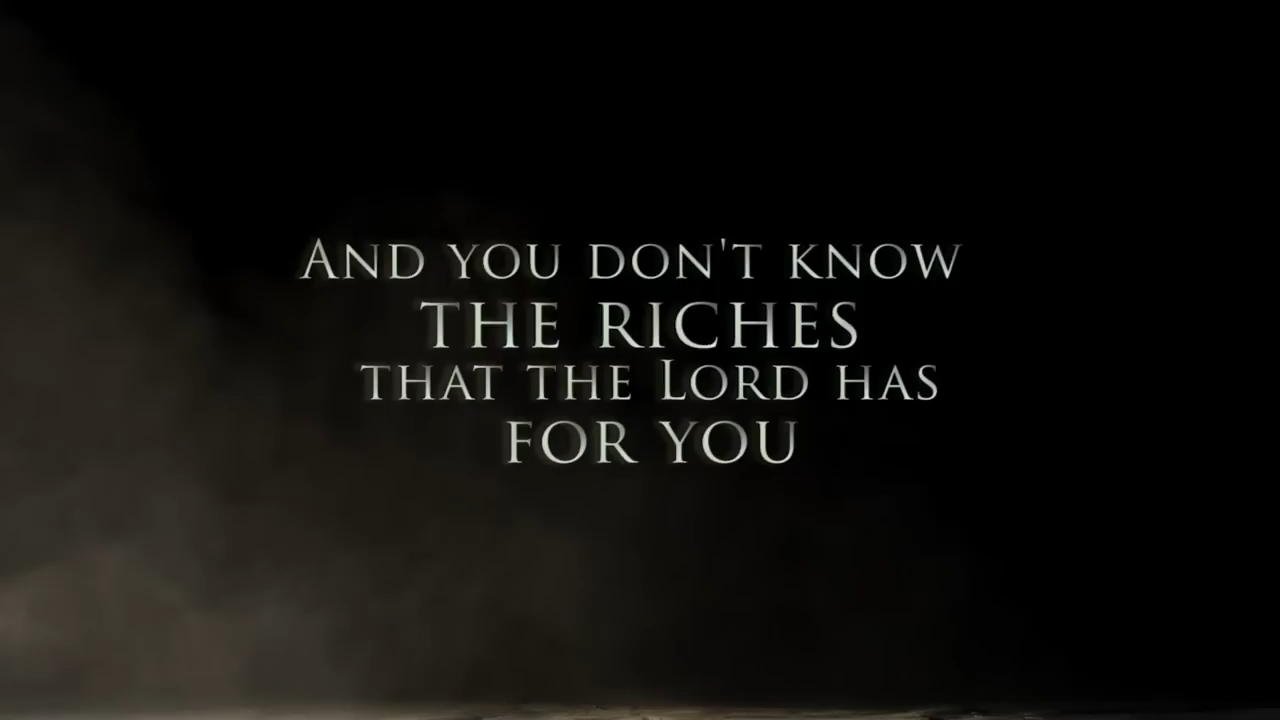 And you don't know
the riches
that the Lord has
for you